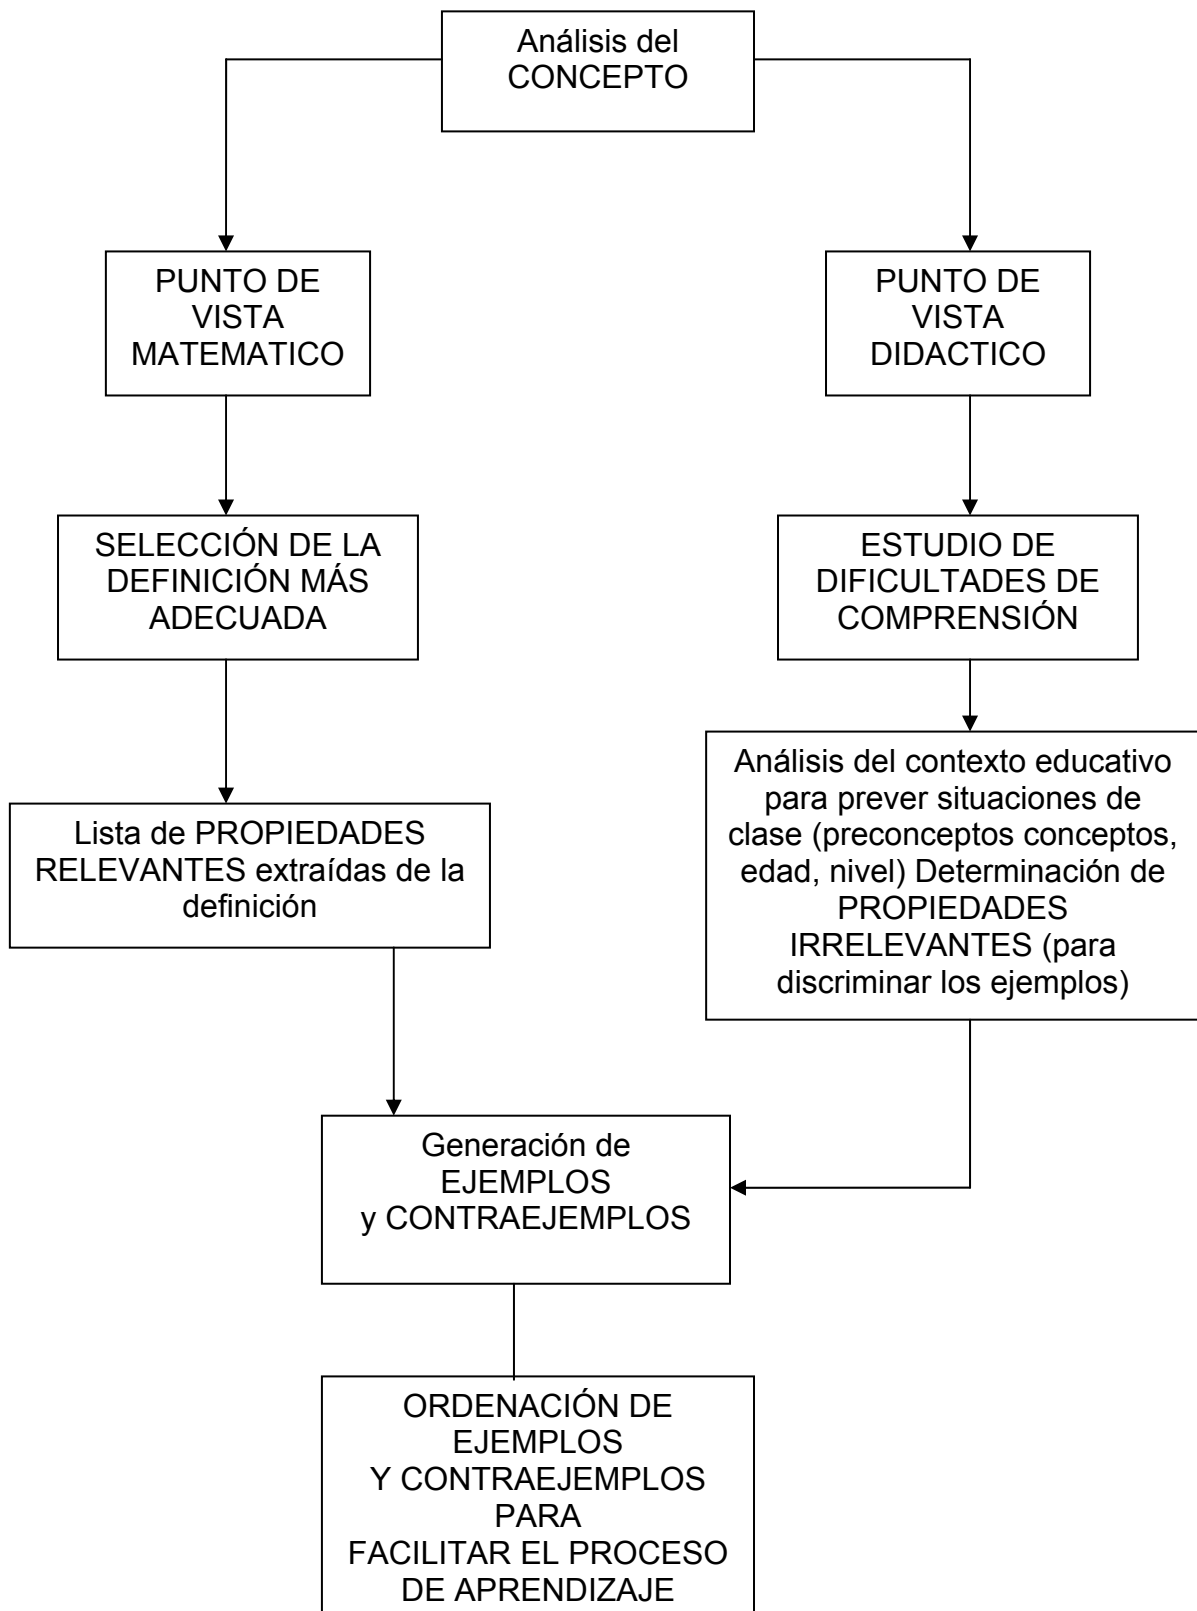 Análisis del
CONCEPTO
PUNTO DE
VISTA
MATEMATICO
PUNTO DE
VISTA
DIDACTICO
SELECCIÓN DE LA
DEFINICIÓN MÁS
ADECUADA
ESTUDIO DE
DIFICULTADES DE
COMPRENSIÓN
Lista de PROPIEDADES
RELEVANTES extraídas de la
definición
Análisis del contexto educativo
para prever situaciones de
clase (preconceptos conceptos,
edad, nivel) Determinación de
PROPIEDADES
IRRELEVANTES (para
discriminar los ejemplos)
Generación de
EJEMPLOS
y CONTRAEJEMPLOS
ORDENACIÓN DE
EJEMPLOS
Y CONTRAEJEMPLOS
PARA
FACILITAR EL PROCESO
DE APRENDIZAJE